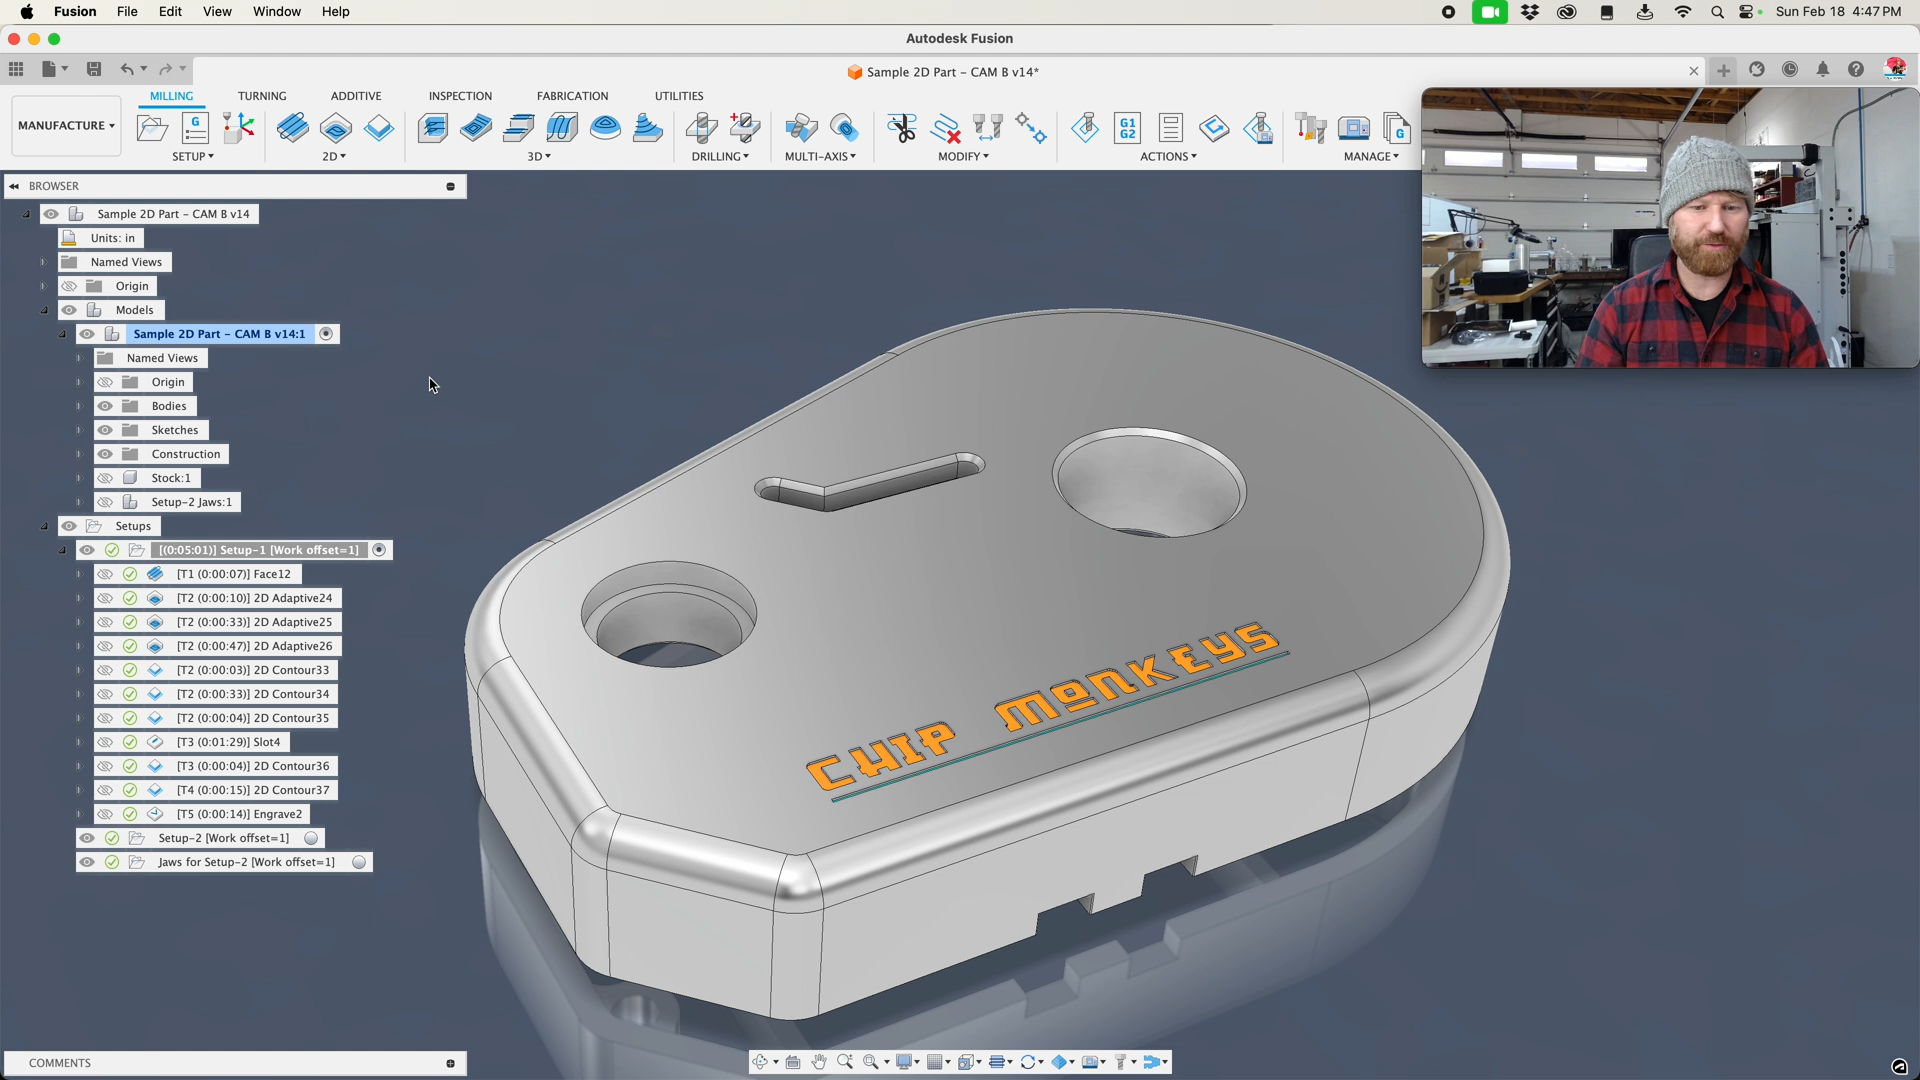 Fusion File Edit View Window Help
Sun Feb 18 4:47 PM
Autodesk Fusion
Sample 2D Part – CAM B v14*
MILLING TURNING ADDITIVE INSPECTION FABRICATION UTILITIES
MANUFACTURE
G
G1
G2
G
SETUP 2D 3D DRILLING MULTI-AXIS MODIFY ACTIONS MANAGE
BROWSER
Sample 2D Part – CAM B v14
Units: in
Named Views
Origin
Models
Sample 2D Part – CAM B v14:1
Named Views
Origin
Bodies
Sketches
Construction
Stock:1
Setup-2 Jaws:1
Setups
[(0:05:01)] Setup-1 [Work offset=1]
[T1 (0:00:07)] Face12
[T2 (0:00:10)] 2D Adaptive24
[T2 (0:00:33)] 2D Adaptive25
[T2 (0:00:47)] 2D Adaptive26
[T2 (0:00:03)] 2D Contour33
[T2 (0:00:33)] 2D Contour34
[T2 (0:00:04)] 2D Contour35
[T3 (0:01:29)] Slot4
[T3 (0:00:04)] 2D Contour36
[T4 (0:00:15)] 2D Contour37
[T5 (0:00:14)] Engrave2
Setup-2 [Work offset=1]
Jaws for Setup-2 [Work offset=1]
CHIP MONKEYS
COMMENTS